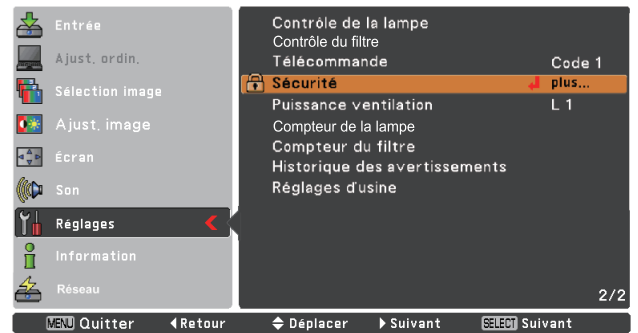 Entrée
Ajust. ordin.
Sélection image
Ajust. image
Écran
Son
Réglages
Information
Réseau
Contrôle de la lampe
Contrôle du filtre
Télécommande Code 1
Sécurité plus...
Puissance ventilation L 1
Compteur de la lampe
Compteur du filtre
Historique des avertissements
Réglages d'usine
2/2
MENU Quitter Retour Déplacer Suivant SELECT Suivant